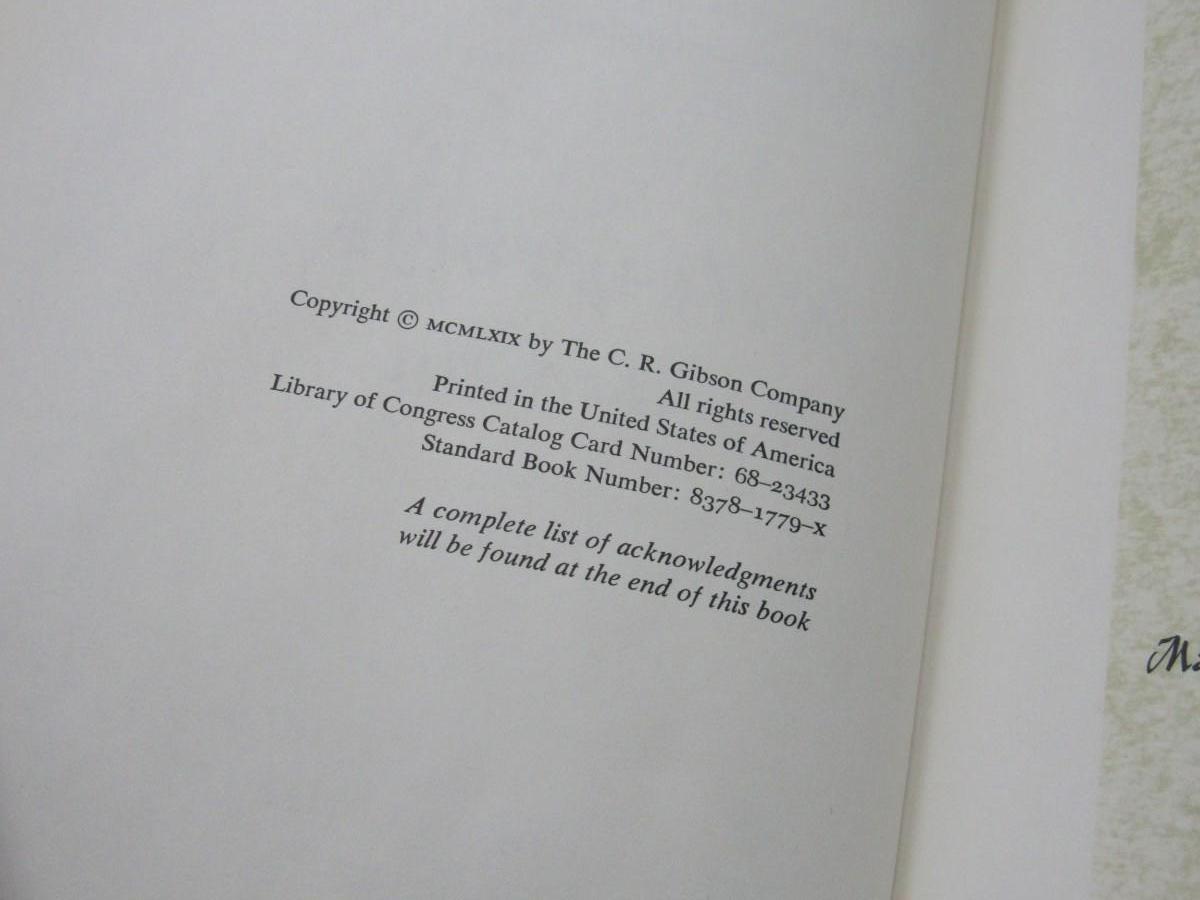 Copyright © MCMLXIX by The C. R. Gibson Company
All rights reserved
Printed in the United States of America
Library of Congress Catalog Card Number: 68–23433
Standard Book Number: 8378–1779–x
A complete list of acknowledgments
will be found at the end of this book